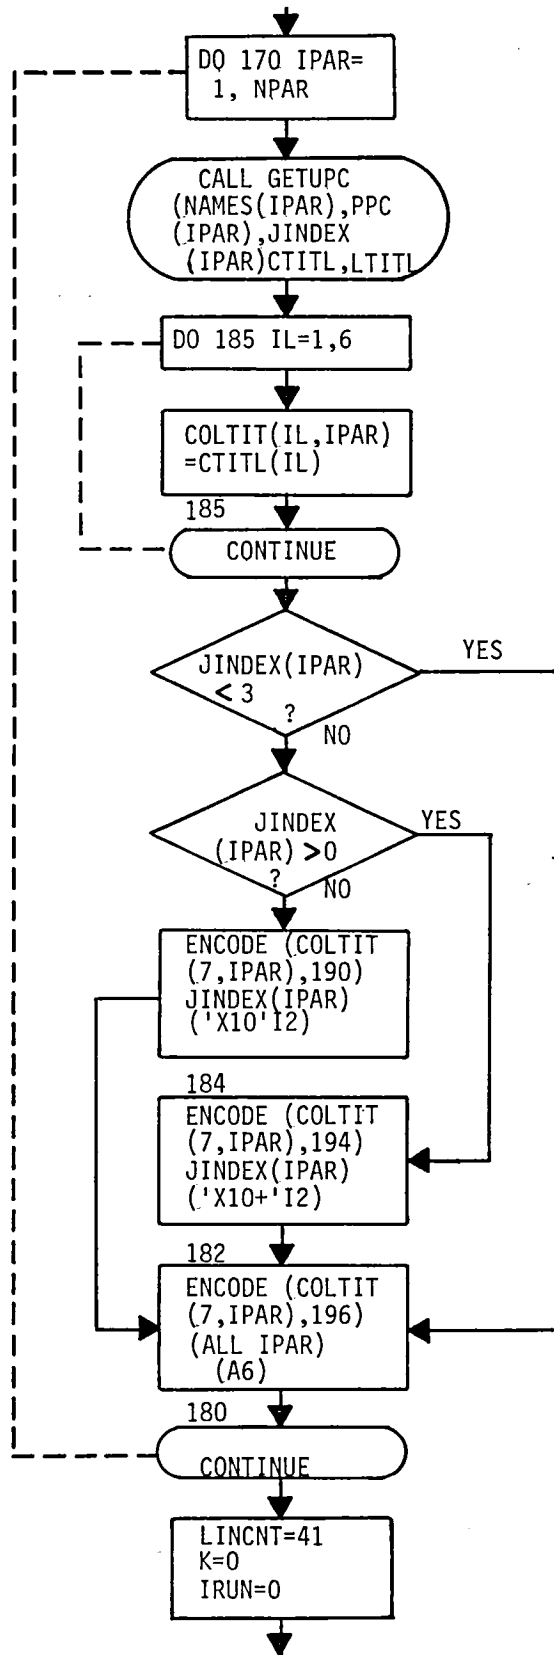 DO 170 IPAR=
1, NPAR
CALL GETUPC
(NAMES(IPAR),PPC
(IPAR),JINDEX
(IPAR)CTITL,LTITL
DO 185 IL=1,6
COLTIT(IL,IPAR)
=CTITL(IL)
185
CONTINUE
JINDEX(IPAR)
< 3
?
YES
NO
JINDEX
(IPAR) >0
?
YES
NO
ENCODE (COLTIT
(7,IPAR),190)
JINDEX(IPAR)
('X10'I2)
184
ENCODE (COLTIT
(7,IPAR),194)
JINDEX(IPAR)
('X10+'I2)
182
ENCODE (COLTIT
(7,IPAR),196)
(ALL IPAR)
(A6)
180
CONTINUE
LINCNT=41
K=0
IRUN=0